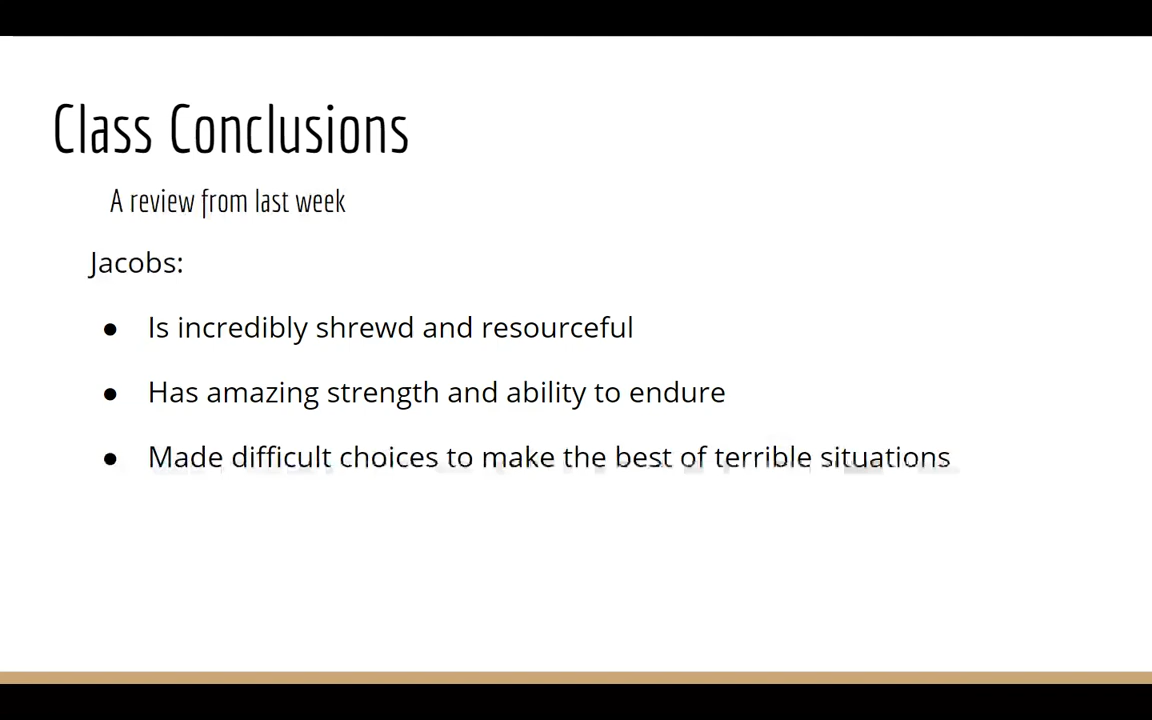 Class Conclusions
A review from last week
Jacobs:
● Is incredibly shrewd and resourceful
● Has amazing strength and ability to endure
● Made difficult choices to make the best of terrible situations